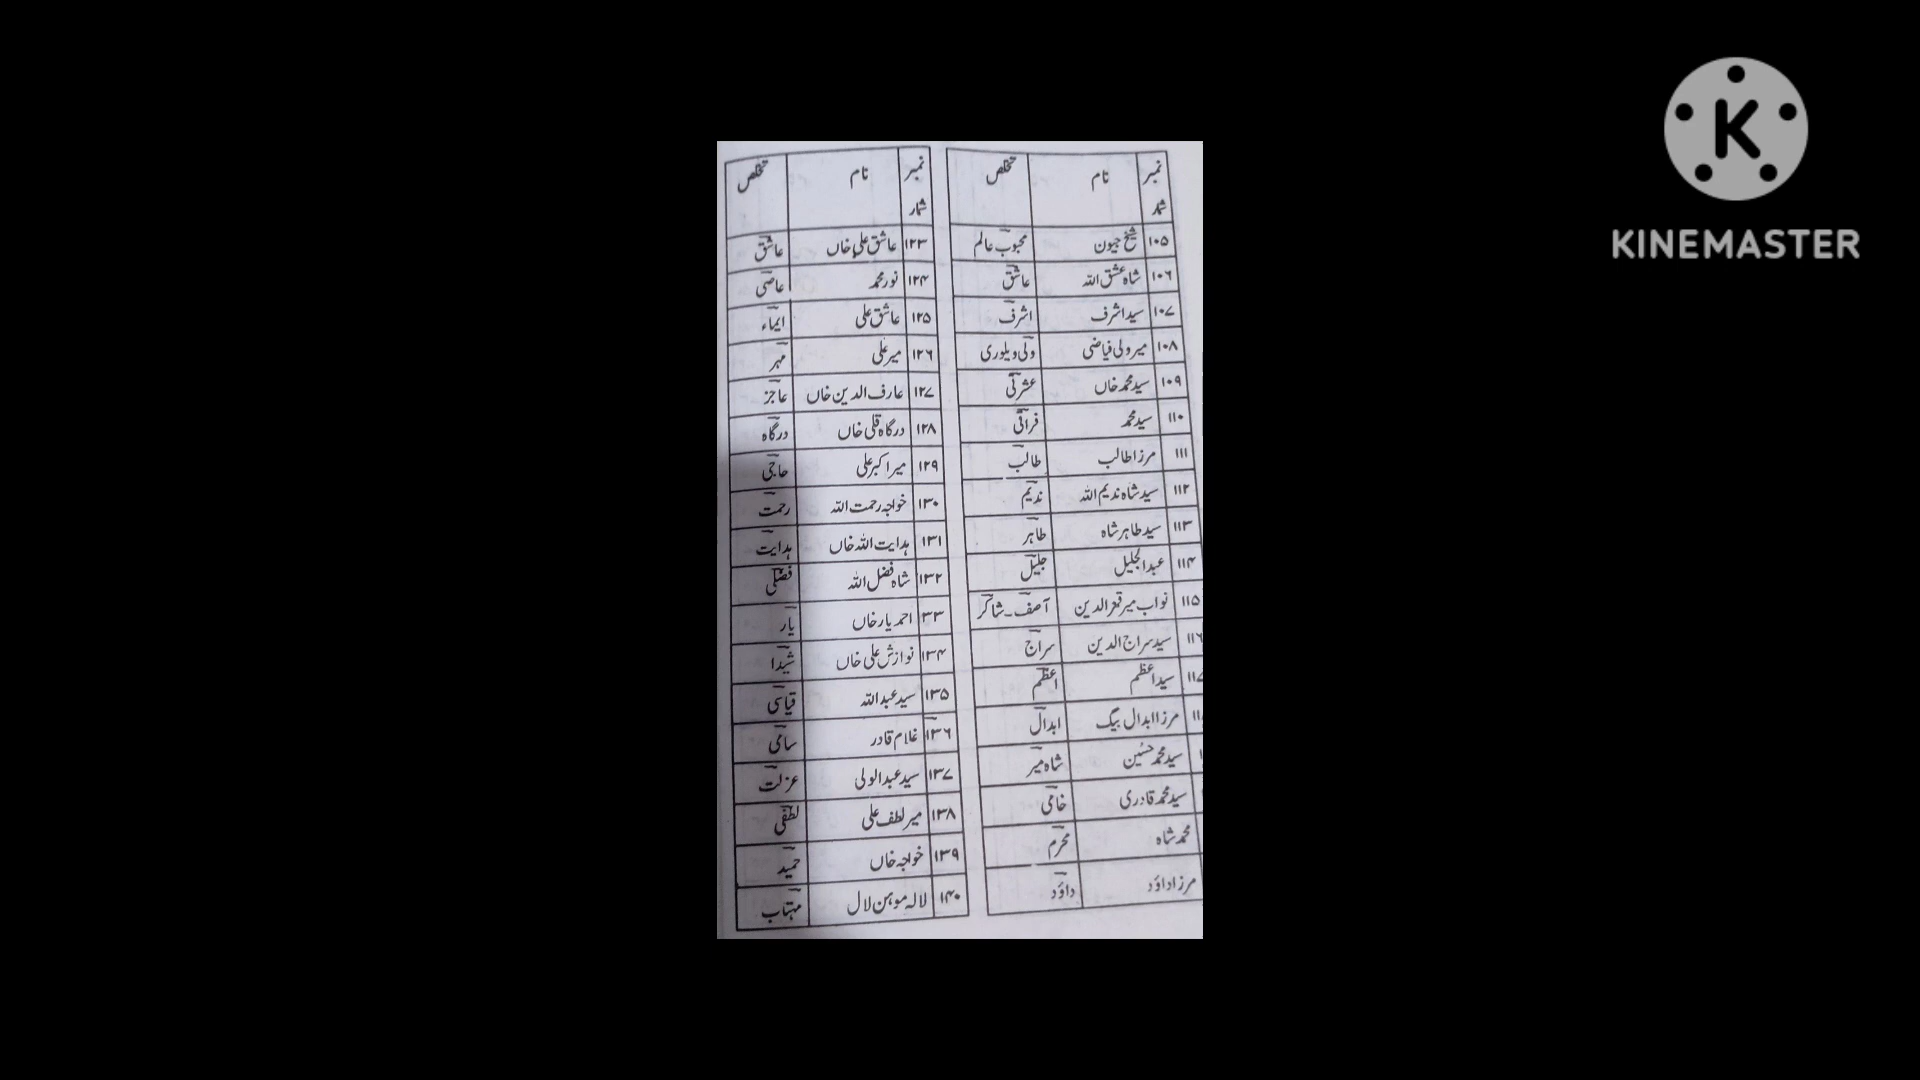 نمبر شمار نام تخلص
۱۰۵ شیخ جیون محبوب عالم
۱۰۶ شاہ عشق اللہ عاشق
۱۰۷ سید اشرف اشرف
۱۰۸ میر ولی فیاضی ولی ویلوری
۱۰۹ سید محمد خاں عشرتی
۱۱۰ سید محمد فراقی
۱۱۱ مرزا طالب طالب
۱۱۲ سید شاہ ندیم اللہ ندیم
۱۱۳ سید طاہر شاہ طاہر
۱۱۴ عبدالجلیل جلیل
۱۱۵ نواب میر قمرالدین آصف۔شاکر
۱۱۶ سید سراج الدین سراج
۱۱۷ سید اعظم اعظم
۱۱۸ مرزا ابدال بیگ ابدال
سید محمد حسین شاہ میر
سید محمد قادری خامی
محمد شاہ محرم
مرزا داؤد داؤد
نمبر شمار نام تخلص
۱۲۳ عاشق علی خاں عاشق
۱۲۴ نور محمد عاصی
۱۲۵ عاشق علی ایماء
۱۲۶ میر علی مہر
۱۲۷ عارف الدین خاں عاجز
۱۲۸ درگاہ قلی خاں درگاہ
۱۲۹ میر اکبر علی حاجی
۱۳۰ خواجہ رحمت اللہ رحمت
۱۳۱ ہدایت اللہ خاں ہدایت
۱۳۲ شاہ فضل اللہ فضلی
۱۳۳ احمد یار خاں یار
۱۳۴ نوازش علی خاں شیدا
۱۳۵ سید عبداللہ قیاسی
۱۳۶ غلام قادر سامی
۱۳۷ سید عبدالولی عزلت
۱۳۸ میر لطف علی لطفی
۱۳۹ خواجہ خاں حمید
۱۴۰ لالہ موہن لال مہتاب
KINEMASTER